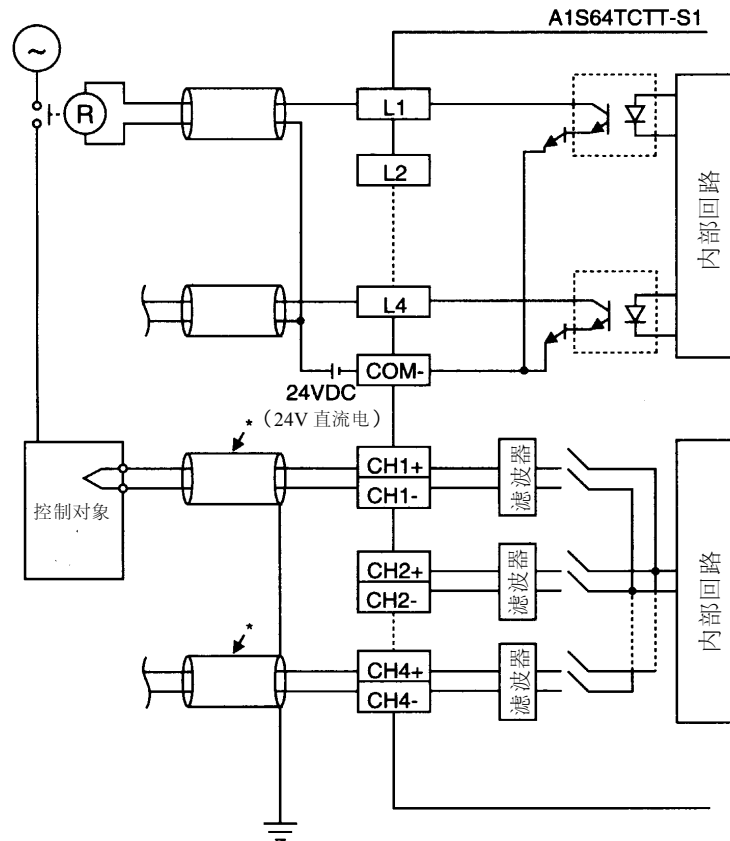 A1S64TCTT-S1
~
R
L1
L2
内部回路
L4
COM-
24VDC
（24V 直流电）
*
CH1+
滤波器
CH1-
控制对象
CH2+
滤波器
CH2-
内部回路
*
CH4+
滤波器
CH4-